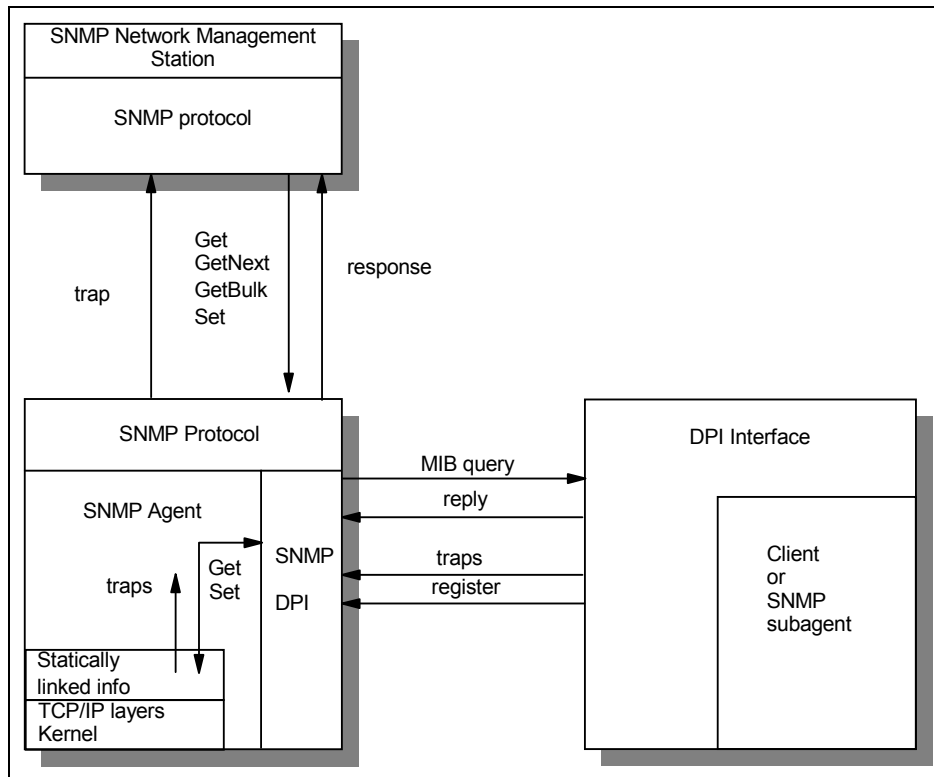 SNMP Network Management
Station
SNMP protocol
trap
Get
GetNext
GetBulk
Set
response
SNMP Protocol
SNMP Agent
traps
Get
Set
SNMP
DPI
Statically
linked info
TCP/IP layers
Kernel
MIB query
reply
traps
register
DPI Interface
Client
or
SNMP
subagent